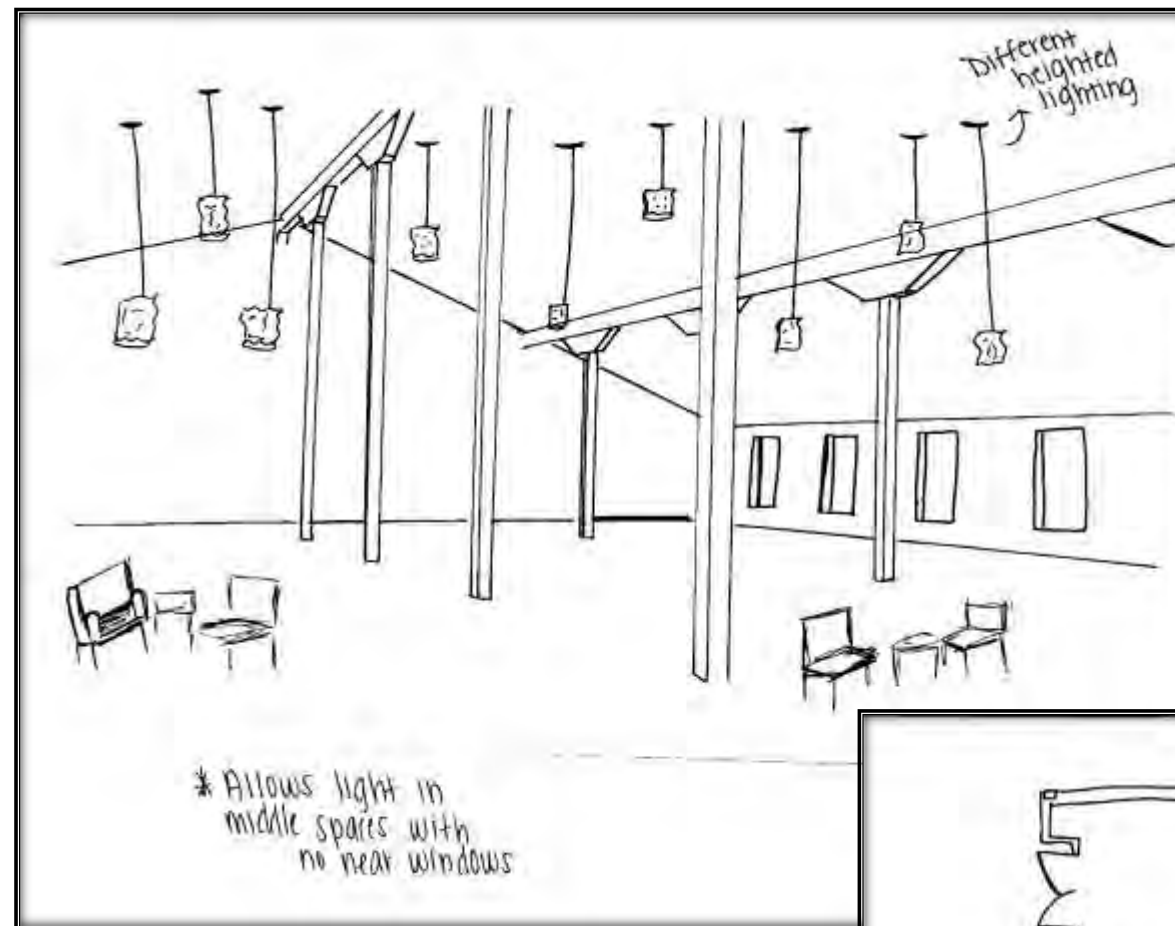 Different
heighted
lighting
* Allows light in
middle spaces with
no near windows